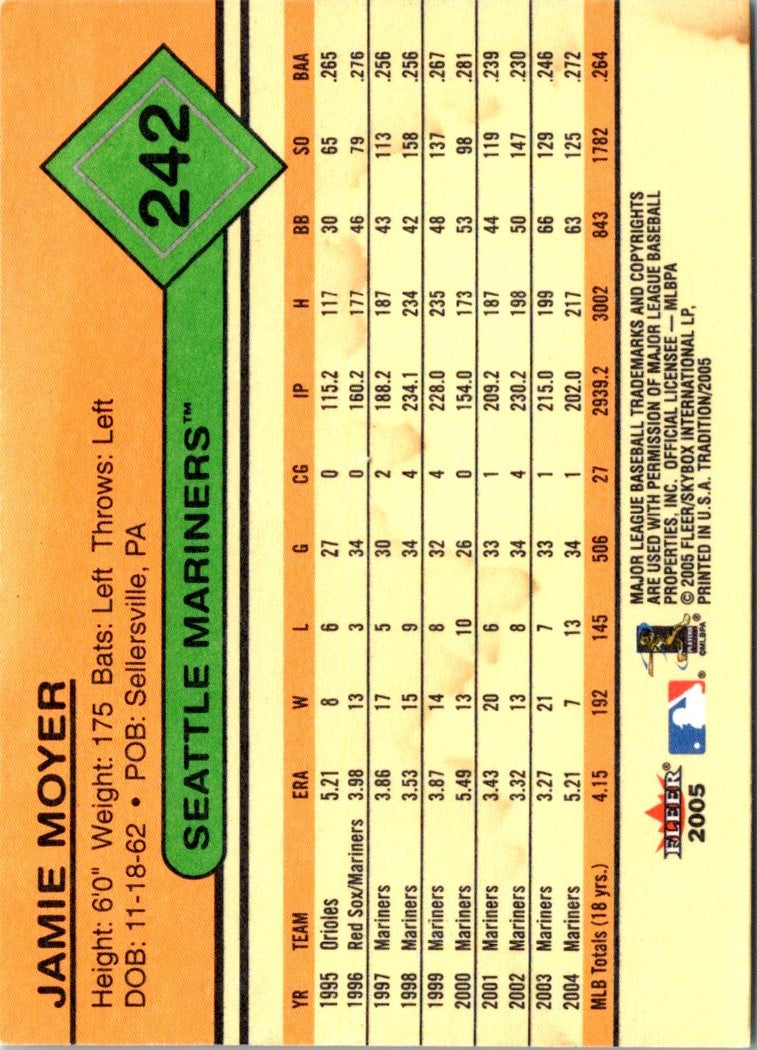 JAMIE MOYER
Height: 6'0" Weight: 175 Bats: Left Throws: Left
DOB: 11-18-62 • POB: Sellersville, PA
SEATTLE MARINERS™
242
YR TEAM ERA W L G CG IP H BB SO BAA
1995 Orioles 5.21 8 6 27 0 115.2 117 30 65 .265
1996 Red Sox/Mariners 3.98 13 3 34 0 160.2 177 46 79 .276
1997 Mariners 3.86 17 5 30 2 188.2 187 43 113 .256
1998 Mariners 3.53 15 9 34 4 234.1 234 42 158 .256
1999 Mariners 3.87 14 8 32 4 228.0 235 48 137 .267
2000 Mariners 5.49 13 10 26 0 154.0 173 53 98 .281
2001 Mariners 3.43 20 6 33 1 209.2 187 44 119 .239
2002 Mariners 3.32 13 8 34 4 230.2 198 50 147 .230
2003 Mariners 3.27 21 7 33 1 215.0 199 66 129 .246
2004 Mariners 5.21 7 13 34 1 202.0 217 63 125 .272
MLB Totals (18 yrs.) 4.15 192 145 506 27 2939.2 3002 843 1782 .264
FLEER®
2005
®
®
©MLBPA
MAJOR LEAGUE BASEBALL TRADEMARKS AND COPYRIGHTS
ARE USED WITH PERMISSION OF MAJOR LEAGUE BASEBALL
PROPERTIES, INC. OFFICIAL LICENSEE — MLBPA
© 2005 FLEER/SKYBOX INTERNATIONAL LP,
PRINTED IN U.S.A. TRADITION/2005